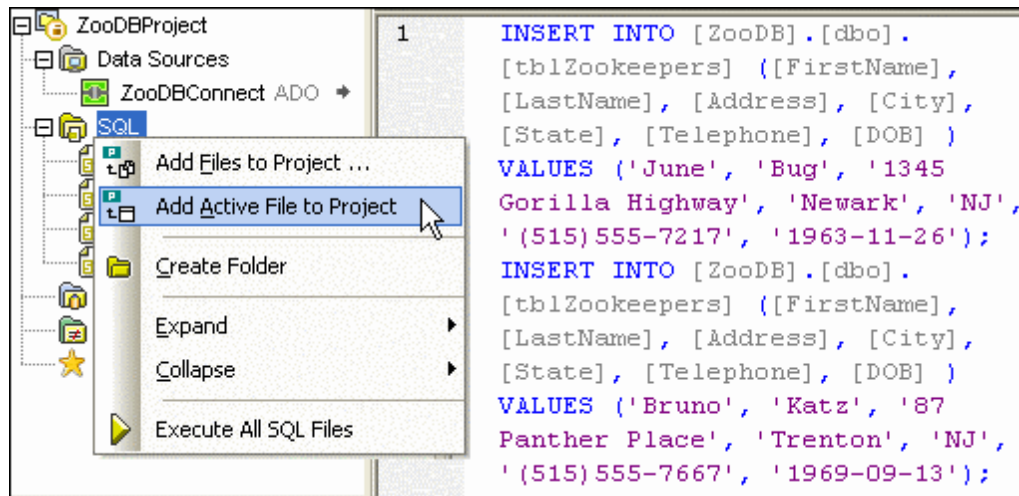 ZooDBProject
Data Sources
ZooDBConnect ADO
SQL
Add Files to Project ...
Add Active File to Project
Create Folder
Expand
Collapse
Execute All SQL Files
1
INSERT INTO [ZooDB].[dbo].
[tblZookeepers] ([FirstName],
[LastName], [Address], [City],
[State], [Telephone], [DOB] )
VALUES ('June', 'Bug', '1345
Gorilla Highway', 'Newark', 'NJ',
'(515)555-7217', '1963-11-26');
INSERT INTO [ZooDB].[dbo].
[tblZookeepers] ([FirstName],
[LastName], [Address], [City],
[State], [Telephone], [DOB] )
VALUES ('Bruno', 'Katz', '87
Panther Place', 'Trenton', 'NJ',
'(515)555-7667', '1969-09-13');